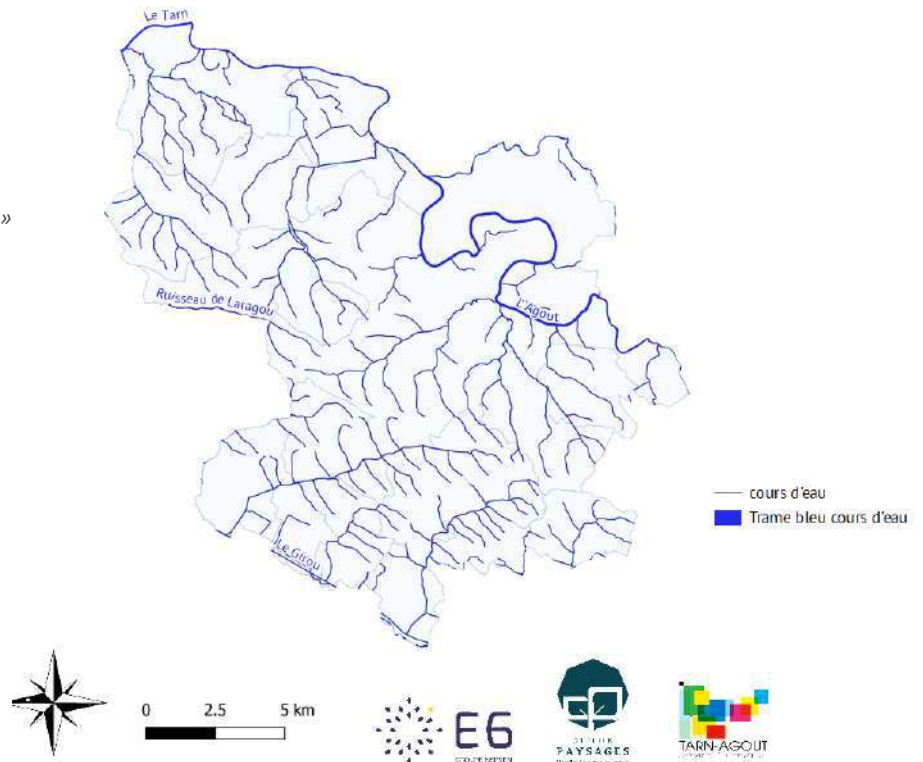 Le Tarn
»
Ruisseau de Laragou
L'Agout
cours d'eau
Trame bleu cours d'eau
Le Girou
0 2.5 5 km
E6
PAYSAGES
TARN-AGOUT